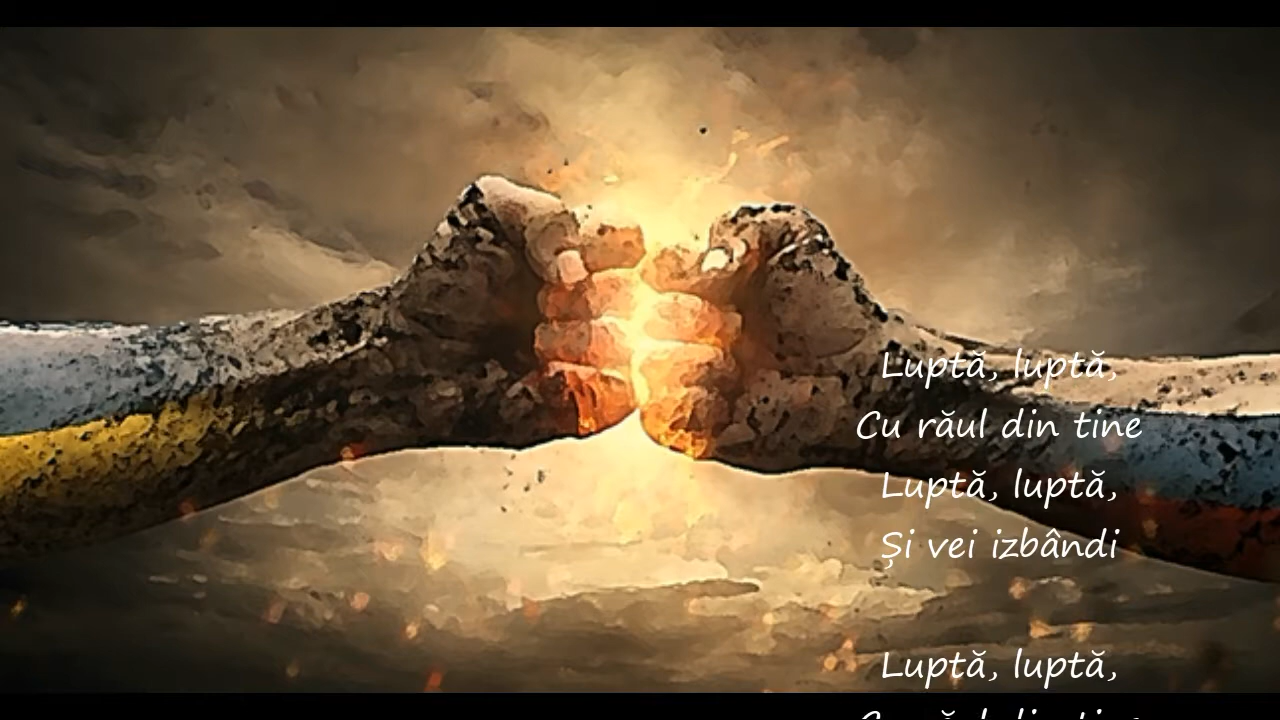 Luptă, luptă,
Cu răul din tine
Luptă, luptă,
Și vei izbândi
Luptă, luptă,